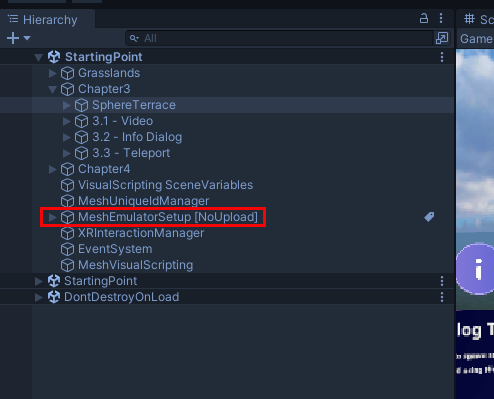 Hierarchy
Sc
All
Game
StartingPoint
Grasslands
Chapter3
SphereTerrace
3.1 - Video
3.2 - Info Dialog
3.3 - Teleport
Chapter4
VisualScripting SceneVariables
MeshUniqueIdManager
MeshEmulatorSetup [NoUpload]
XRInteractionManager
EventSystem
MeshVisualScripting
StartingPoint
DontDestroyOnLoad
i
log T